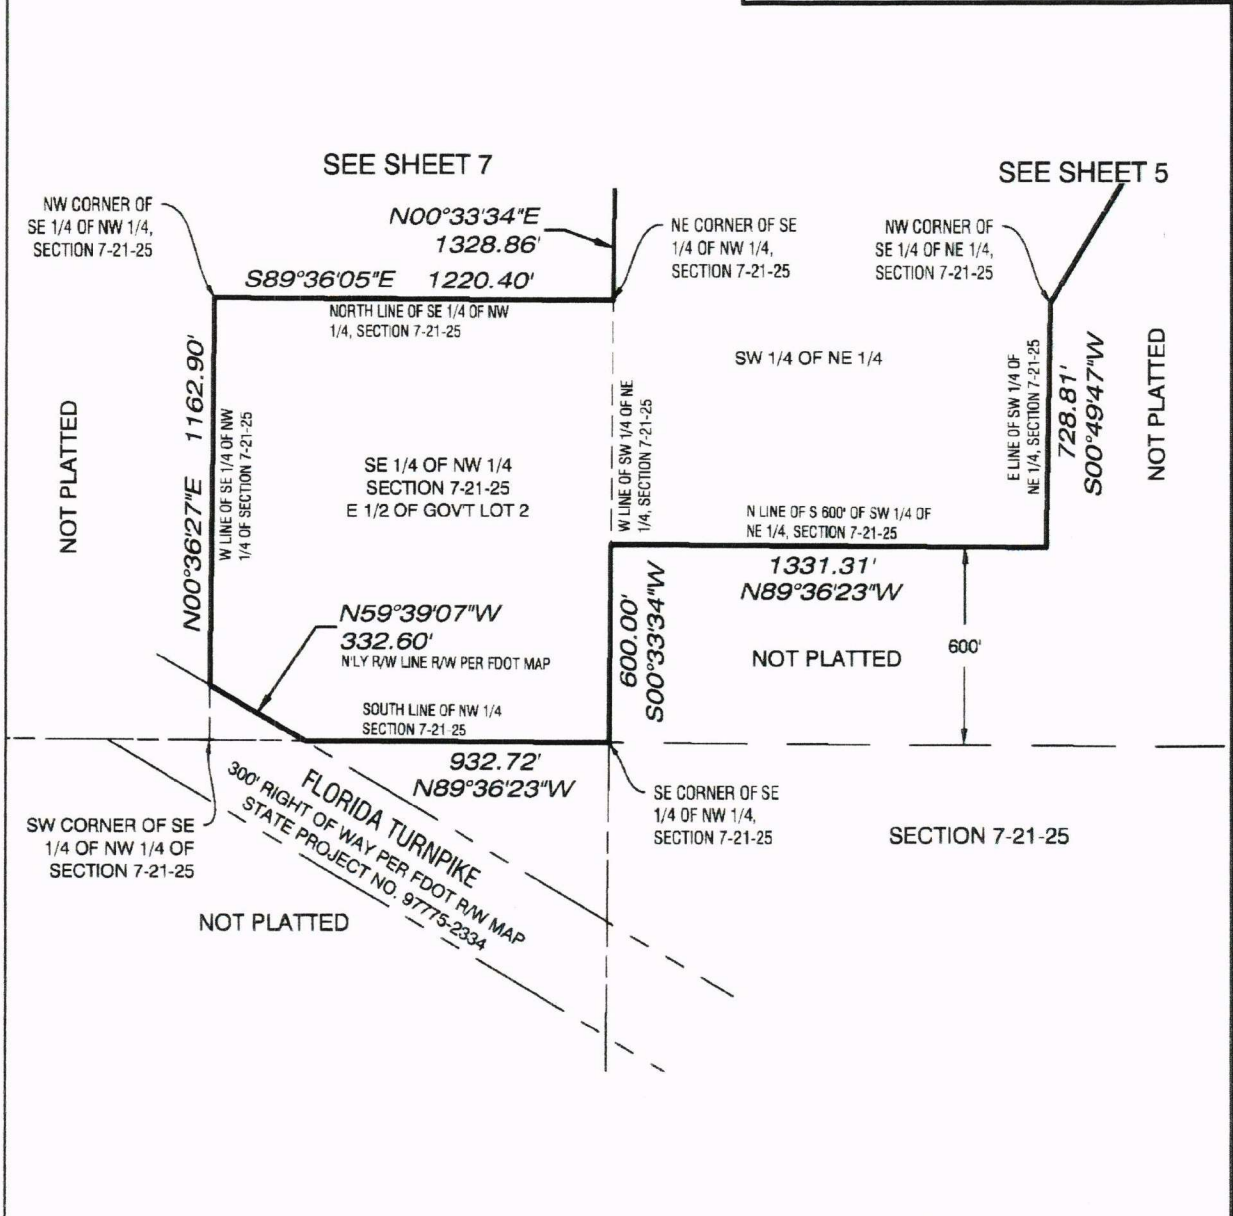 SEE SHEET 7
SEE SHEET 5
NW CORNER OF
SE 1/4 OF NW 1/4,
SECTION 7-21-25
N00°33'34"E
1328.86'
NE CORNER OF SE
1/4 OF NW 1/4,
SECTION 7-21-25
NW CORNER OF
SE 1/4 OF NE 1/4,
SECTION 7-21-25
S89°36'05"E 1220.40'
NORTH LINE OF SE 1/4 OF NW
1/4, SECTION 7-21-25
SW 1/4 OF NE 1/4
NOT PLATTED
N00°36'27"E 1162.90'
W LINE OF SE 1/4 OF NW
1/4 OF SECTION 7-21-25
SE 1/4 OF NW 1/4
SECTION 7-21-25
E 1/2 OF GOV'T LOT 2
W LINE OF SW 1/4 OF NE
1/4, SECTION 7-21-25
E LINE OF SW 1/4 OF
NE 1/4, SECTION 7-21-25
728.81'
S00°49'47"W
NOT PLATTED
N LINE OF S 600' OF SW 1/4 OF
NE 1/4, SECTION 7-21-25
1331.31'
N89°36'23"W
N59°39'07"W
332.60'
N'LY R/W LINE R/W PER FDOT MAP
600.00'
S00°33'34"W
NOT PLATTED
600'
SOUTH LINE OF NW 1/4
SECTION 7-21-25
932.72'
N89°36'23"W
FLORIDA TURNPIKE
300' RIGHT OF WAY PER FDOT R/W MAP
STATE PROJECT NO. 97775-2334
SW CORNER OF SE
1/4 OF NW 1/4 OF
SECTION 7-21-25
SE CORNER OF SE
1/4 OF NW 1/4,
SECTION 7-21-25
SECTION 7-21-25
NOT PLATTED